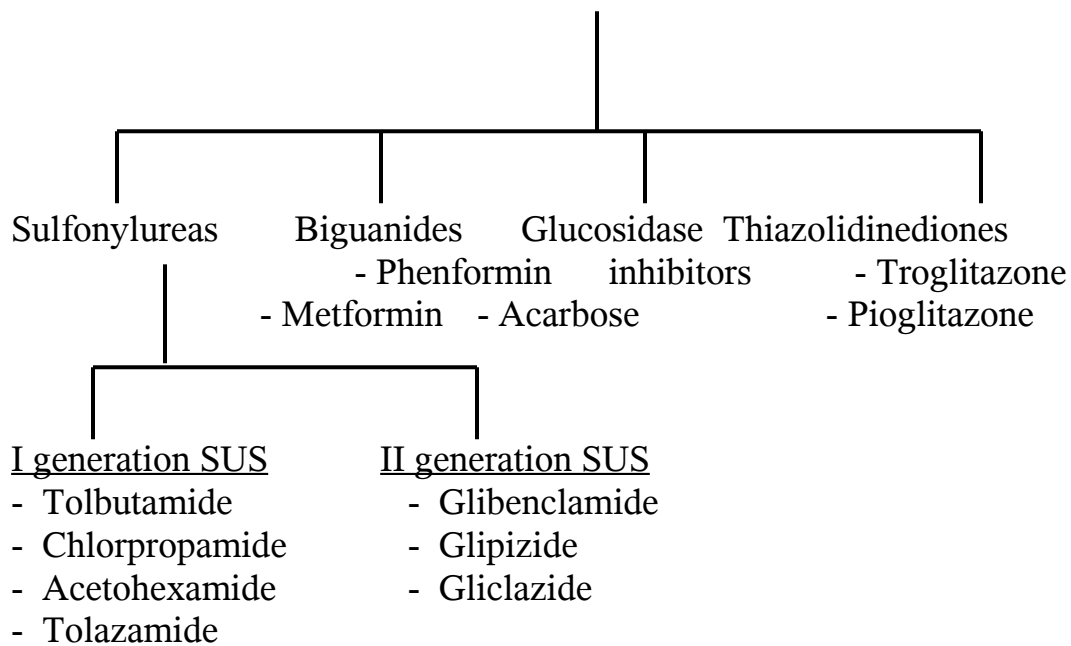 Sulfonylureas Biguanides Glucosidase Thiazolidinediones
- Phenformin inhibitors - Troglitazone
- Metformin - Acarbose - Pioglitazone
I generation SUS II generation SUS
- Tolbutamide - Glibenclamide
- Chlorpropamide - Glipizide
- Acetohexamide - Gliclazide
- Tolazamide